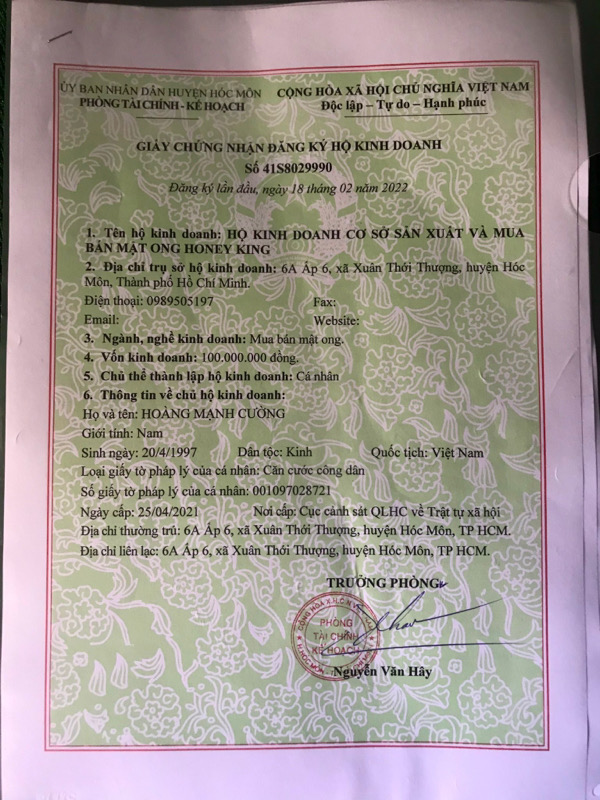 ỦY BAN NHÂN DÂN HUYỆN HÓC MÔN
PHÒNG TÀI CHÍNH - KẾ HOẠCH
CỘNG HÒA XÃ HỘI CHỦ NGHĨA VIỆT NAM
Độc lập – Tự do – Hạnh phúc
GIẤY CHỨNG NHẬN ĐĂNG KÝ HỘ KINH DOANH
Số 41S8029990
Đăng ký lần đầu, ngày 18 tháng 02 năm 2022
1. Tên hộ kinh doanh: HỘ KINH DOANH CƠ SỞ SẢN XUẤT VÀ MUA
BÁN MẬT ONG HONEY KING
2. Địa chỉ trụ sở hộ kinh doanh: 6A Ấp 6, xã Xuân Thới Thượng, huyện Hóc
Môn, Thành phố Hồ Chí Minh.
Điện thoại: 0989505197 Fax:
Email: Website:
3. Ngành, nghề kinh doanh: Mua bán mật ong.
4. Vốn kinh doanh: 100.000.000 đồng.
5. Chủ thể thành lập hộ kinh doanh: Cá nhân
6. Thông tin về chủ hộ kinh doanh:
Họ và tên: HOÀNG MẠNH CƯỜNG
Giới tính: Nam
Sinh ngày: 20/4/1997 Dân tộc: Kinh Quốc tịch: Việt Nam
Loại giấy tờ pháp lý của cá nhân: Căn cước công dân
Số giấy tờ pháp lý của cá nhân: 001097028721
Ngày cấp: 25/04/2021 Nơi cấp: Cục cảnh sát QLHC về Trật tự xã hội
Địa chỉ thường trú: 6A Ấp 6, xã Xuân Thới Thượng, huyện Hóc Môn, TP HCM.
Địa chỉ liên lạc: 6A Ấp 6, xã Xuân Thới Thượng, huyện Hóc Môn, TP HCM.
TRƯỞNG PHÒNG
PHÒNG
TÀI CHÍNH
KẾ HOẠCH
Nguyễn Văn Hây